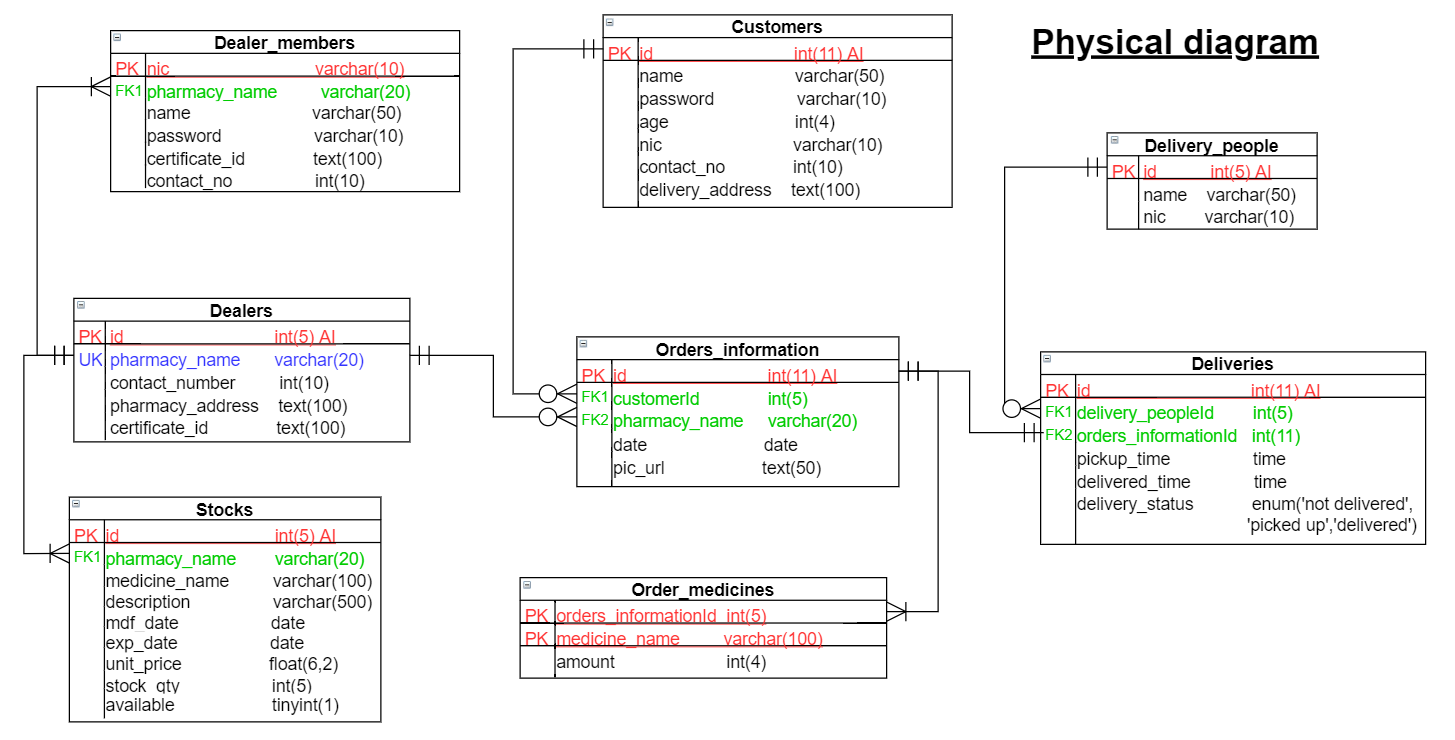 Physical diagram
Dealer_members
PK nic varchar(10)
FK1 pharmacy_name varchar(20)
name varchar(50)
password varchar(10)
certificate_id text(100)
contact_no int(10)
Customers
PK id int(11) AI
name varchar(50)
password varchar(10)
age int(4)
nic varchar(10)
contact_no int(10)
delivery_address text(100)
Delivery_people
PK id int(5) AI
name varchar(50)
nic varchar(10)
Dealers
PK id int(5) AI
UK pharmacy_name varchar(20)
contact_number int(10)
pharmacy_address text(100)
certificate_id text(100)
Orders_information
PK id int(11) AI
FK1 customerId int(5)
FK2 pharmacy_name varchar(20)
date date
pic_url text(50)
Deliveries
PK id int(11) AI
FK1 delivery_peopleId int(5)
FK2 orders_informationId int(11)
pickup_time time
delivered_time time
delivery_status enum('not delivered',
'picked up','delivered')
Stocks
PK id int(5) AI
FK1 pharmacy_name varchar(20)
medicine_name varchar(100)
description varchar(500)
mdf_date date
exp_date date
unit_price float(6,2)
stock_qty int(5)
available tinyint(1)
Order_medicines
PK orders_informationId int(5)
PK medicine_name varchar(100)
amount int(4)